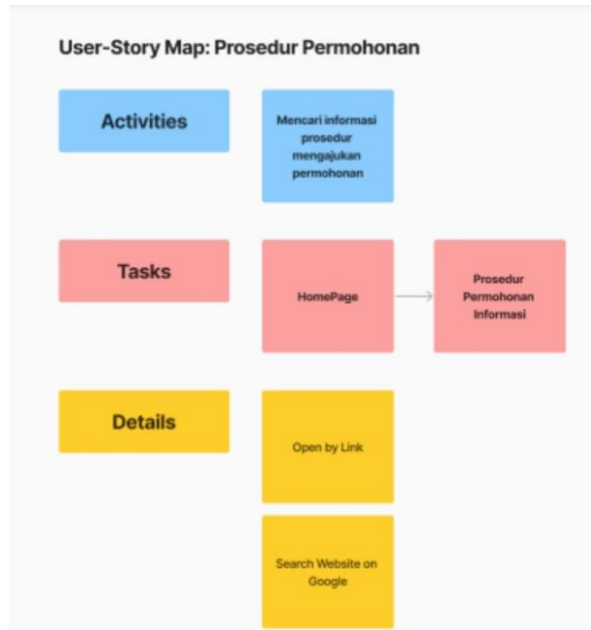 User-Story Map: Prosedur Permohonan
Activities
Mencari informasi
prosedur
mengajukan
permohonan
Tasks
HomePage
Prosedur
Permohonan
Informasi
Details
Open by Link
Search Website on
Google